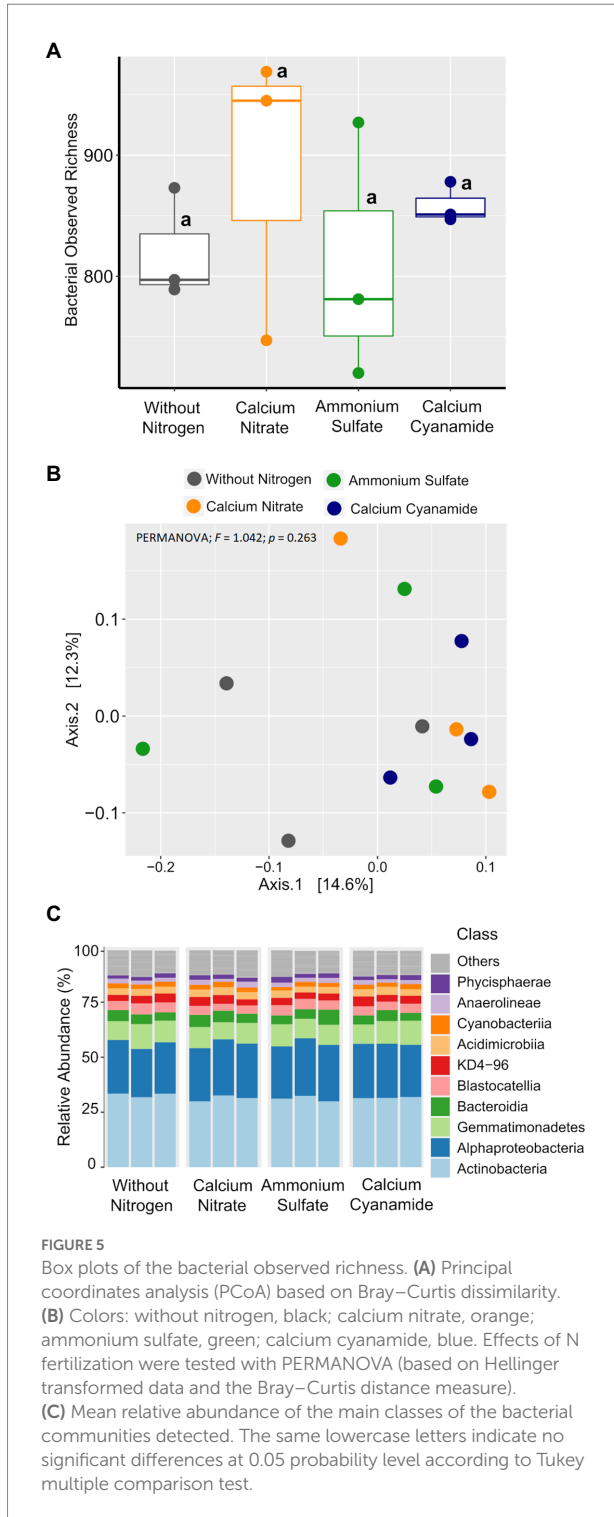 A
Bacterial Observed Richness
900
800
a
a
a
a
Without
Nitrogen
Calcium
Nitrate
Ammonium
Sulfate
Calcium
Cyanamide
B
Without Nitrogen
Ammonium Sulfate
Calcium Nitrate
Calcium Cyanamide
PERMANOVA; F = 1.042; p = 0.263
Axis.2 [12.3%]
0.1
0.0
−0.1
−0.2
−0.1
0.0
0.1
Axis.1 [14.6%]
C
Relative Abundance (%)
100
75
50
25
0
Without
Nitrogen
Calcium
Nitrate
Ammonium
Sulfate
Calcium
Cyanamide
Class
Others
Phycisphaerae
Anaerolineae
Cyanobacteriia
Acidimicrobiia
KD4−96
Blastocatellia
Bacteroidia
Gemmatimonadetes
Alphaproteobacteria
Actinobacteria
FIGURE 5
Box plots of the bacterial observed richness. (A) Principal
coordinates analysis (PCoA) based on Bray–Curtis dissimilarity.
(B) Colors: without nitrogen, black; calcium nitrate, orange;
ammonium sulfate, green; calcium cyanamide, blue. Effects of N
fertilization were tested with PERMANOVA (based on Hellinger
transformed data and the Bray–Curtis distance measure).
(C) Mean relative abundance of the main classes of the bacterial
communities detected. The same lowercase letters indicate no
significant differences at 0.05 probability level according to Tukey
multiple comparison test.